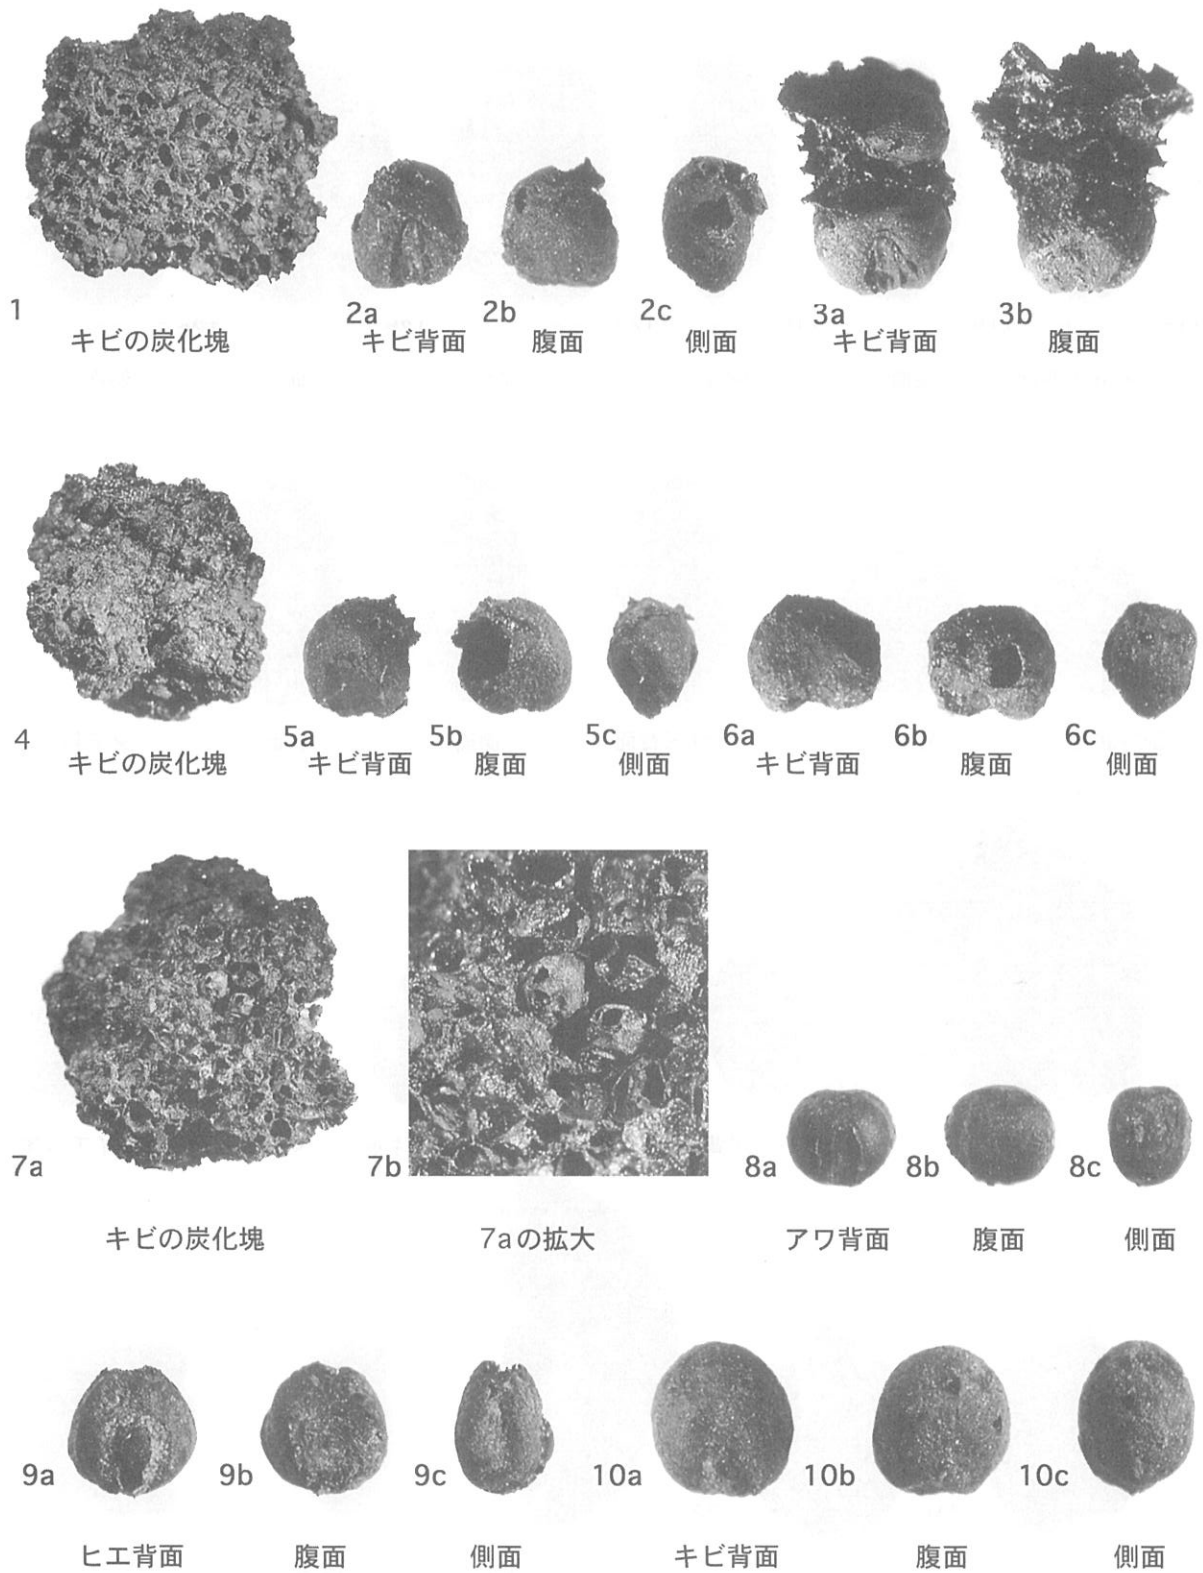 1 2a 2b 2c 3a 3b
キビの炭化塊 キビ背面 腹面 側面 キビ背面 腹面
4 5a 5b 5c 6a 6b 6c
キビの炭化塊 キビ背面 腹面 側面 キビ背面 腹面 側面
7a 7b 8a 8b 8c
キビの炭化塊 7aの拡大 アワ背面 腹面 側面
9a 9b 9c 10a 10b 10c
ヒエ背面 腹面 側面 キビ背面 腹面 側面